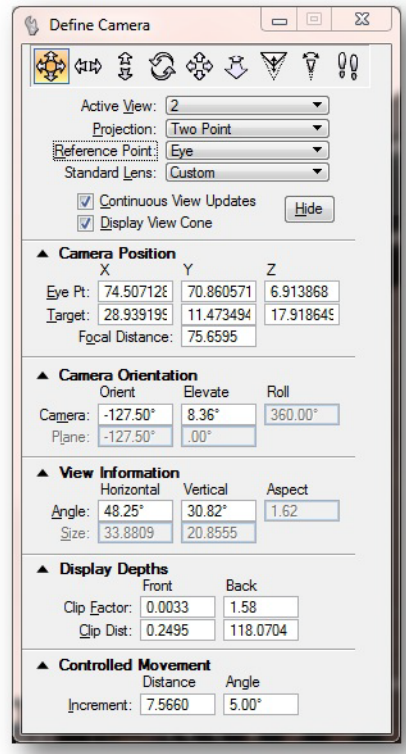 Define Camera
Active View: 2
Projection: Two Point
Reference Point: Eye
Standard Lens: Custom
Continuous View Updates
Display View Cone
Hide
Camera Position
X Y Z
Eye Pt: 74.507128 70.860571 6.913868
Target: 28.939195 11.473494 17.918649
Focal Distance: 75.6595
Camera Orientation
Orient Elevate Roll
Camera: -127.50° 8.36° 360.00°
Plane: -127.50° .00°
View Information
Horizontal Vertical Aspect
Angle: 48.25° 30.82° 1.62
Size: 33.8809 20.8555
Display Depths
Front Back
Clip Factor: 0.0033 1.58
Clip Dist: 0.2495 118.0704
Controlled Movement
Distance Angle
Increment: 7.5660 5.00°